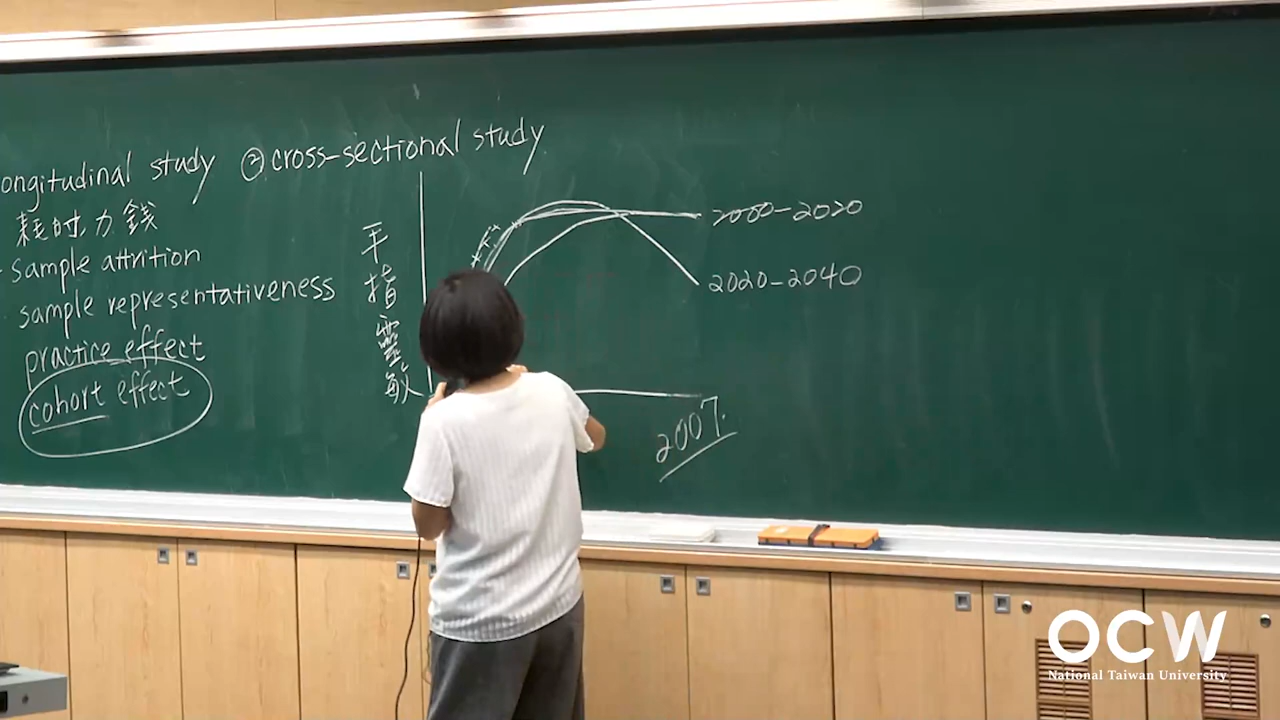 ongitudinal study ② cross-sectional study
耗时力錢
sample attrition
sample representativeness
practice effect
cohort effect
手指靈敏
2000-2020
2020-2040
2007.
OCW
National Taiwan University